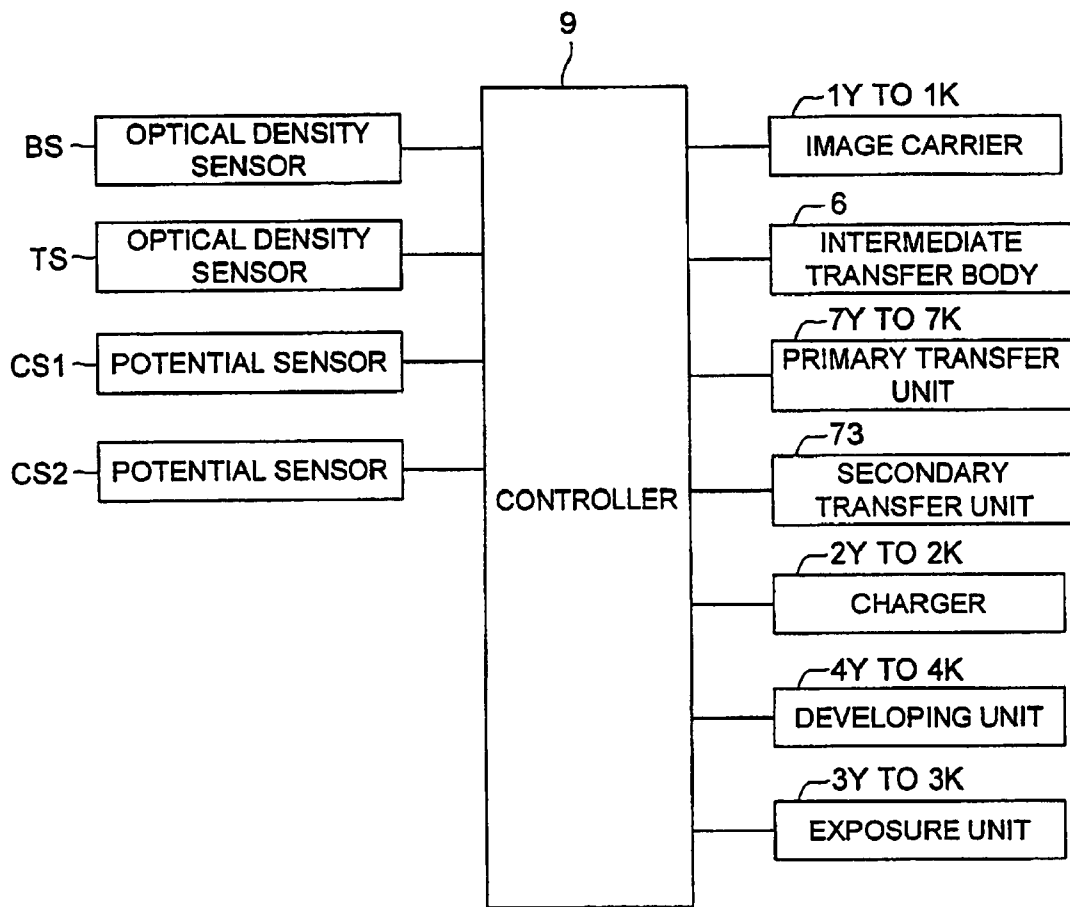 9
BS
OPTICAL DENSITY
SENSOR
TS
OPTICAL DENSITY
SENSOR
CS1
POTENTIAL SENSOR
CS2
POTENTIAL SENSOR
CONTROLLER
1Y TO 1K
IMAGE CARRIER
6
INTERMEDIATE
TRANSFER BODY
7Y TO 7K
PRIMARY TRANSFER
UNIT
73
SECONDARY
TRANSFER UNIT
2Y TO 2K
CHARGER
4Y TO 4K
DEVELOPING UNIT
3Y TO 3K
EXPOSURE UNIT